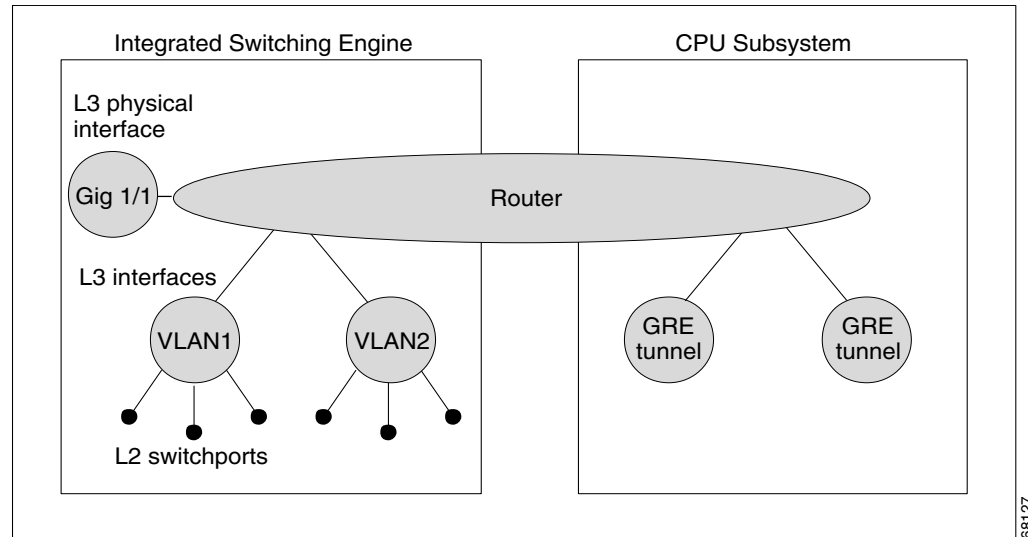 Integrated Switching Engine
CPU Subsystem
L3 physical
interface
Gig 1/1
Router
L3 interfaces
VLAN1
VLAN2
GRE
tunnel
GRE
tunnel
L2 switchports
68127